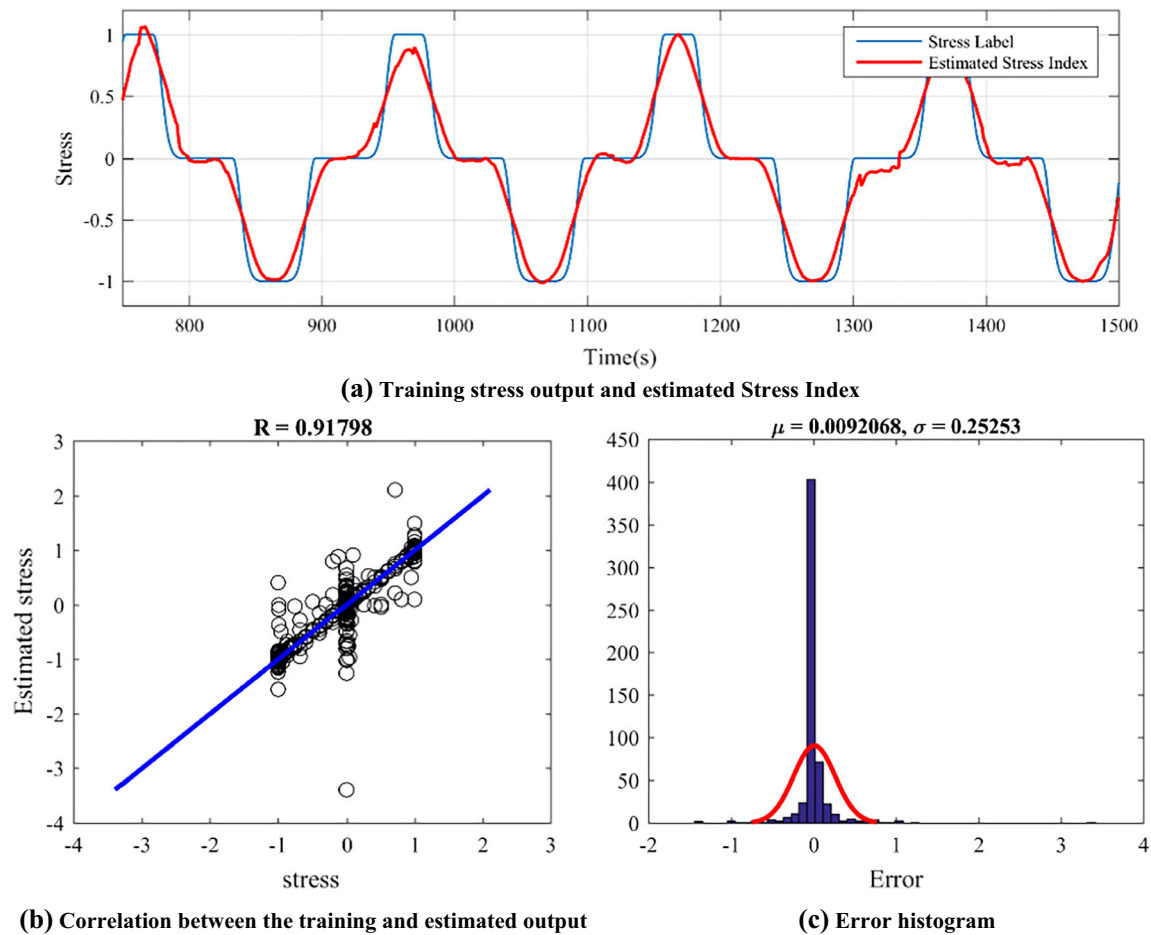 1
0.5
0
-0.5
-1
Stress
Stress Label
Estimated Stress Index
800 900 1000 1100 1200 1300 1400 1500
Time(s)
(a) Training stress output and estimated Stress Index
R = 0.91798
3
2
1
0
-1
-2
-3
-4
Estimated stress
-4 -3 -2 -1 0 1 2 3
stress
(b) Correlation between the training and estimated output
μ = 0.0092068, σ = 0.25253
450
400
350
300
250
200
150
100
50
0
-2 -1 0 1 2 3 4
Error
(c) Error histogram